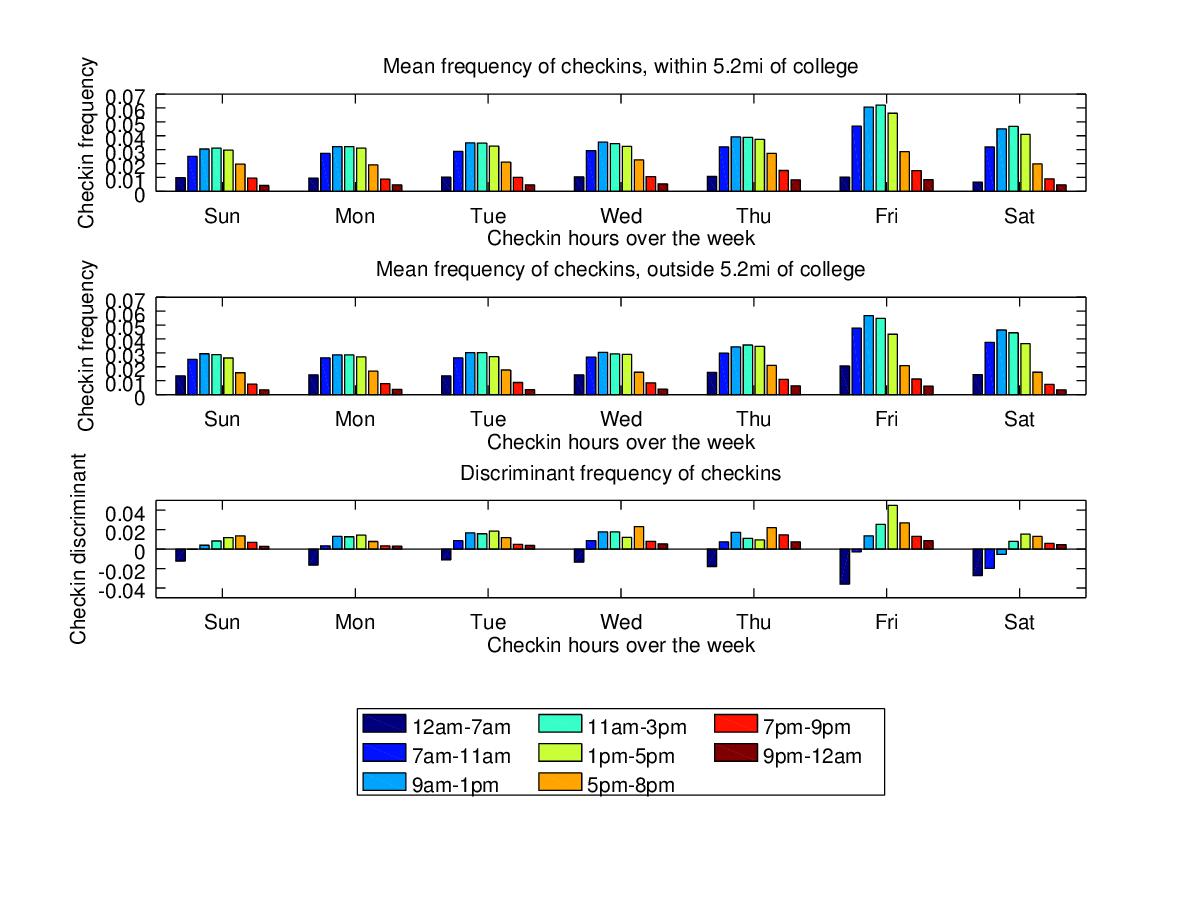 Mean frequency of checkins, within 5.2mi of college
Checkin frequency
0.07
0.06
0.05
0.04
0.03
0.02
0.01
0
Sun Mon Tue Wed Thu Fri Sat
Checkin hours over the week
Mean frequency of checkins, outside 5.2mi of college
Checkin frequency
0.07
0.06
0.05
0.04
0.03
0.02
0.01
0
Sun Mon Tue Wed Thu Fri Sat
Checkin hours over the week
Discriminant frequency of checkins
Checkin discriminant
0.04
0.02
0
-0.02
-0.04
Sun Mon Tue Wed Thu Fri Sat
Checkin hours over the week
12am-7am 11am-3pm 7pm-9pm
7am-11am 1pm-5pm 9pm-12am
9am-1pm 5pm-8pm